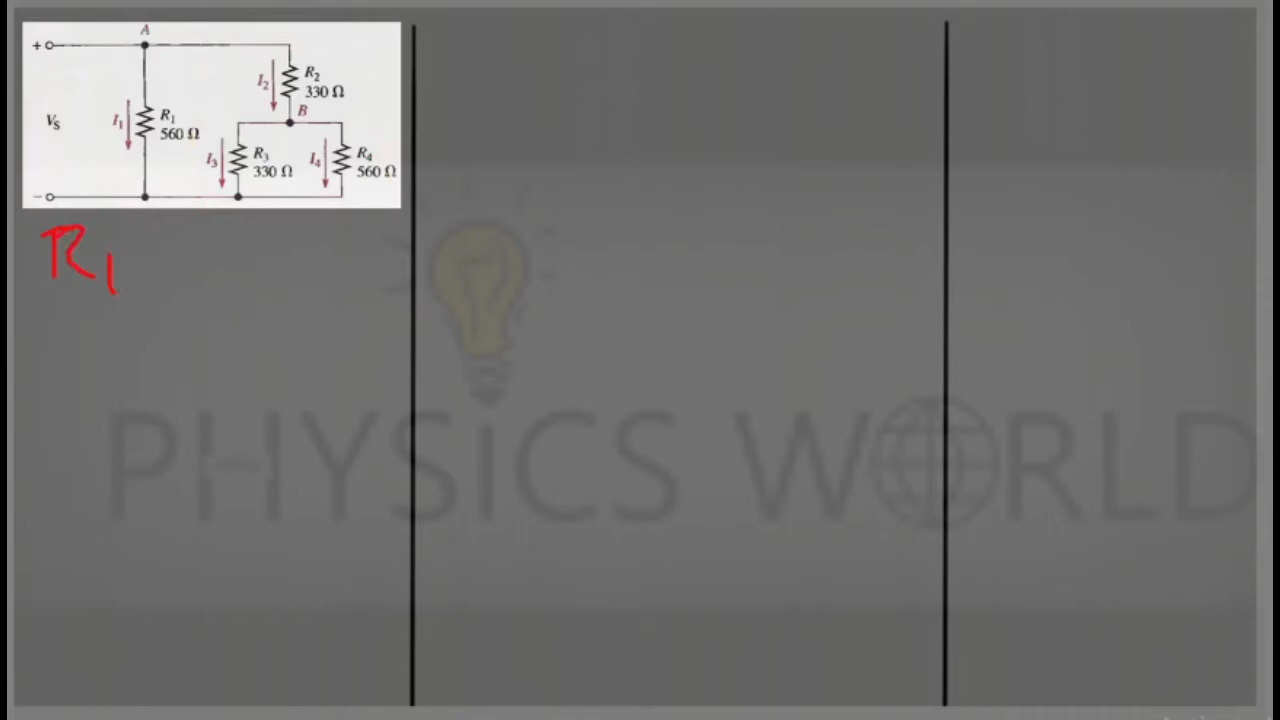 A
+
I₂ R₂
330 Ω
B
Vs I₁ R₁
560 Ω
I₃ R₃
330 Ω
I₄ R₄
560 Ω
−
R₁
PHYSiCS WORLD